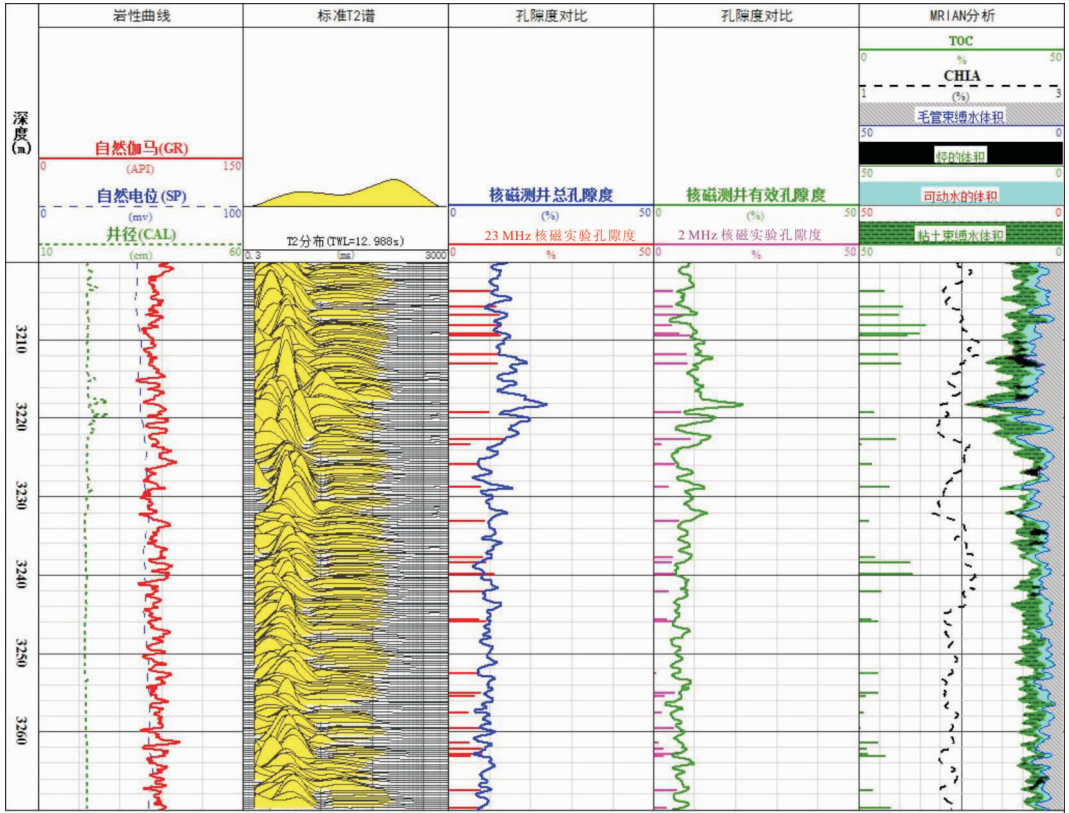 岩性曲线
标准T2谱
孔隙度对比
孔隙度对比
MRIAN分析
深度(m)
自然伽马(GR)
0 (API) 150
自然电位(SP)
0 (mv) 100
井径(CAL)
10 (cm) 60
T2分布(TWL=12.988s)
0.3 (ms) 3000
核磁测井总孔隙度
0 (%) 50
23 MHz 核磁实验孔隙度
0 % 50
核磁测井有效孔隙度
0 (%) 50
2 MHz 核磁实验孔隙度
0 % 50
TOC
0 % 50
CHIA
1 (%) 3
毛管束缚水体积
50 0
烃的体积
50 0
可动水的体积
50 0
粘土束缚水体积
50 0
3210
3220
3230
3240
3250
3260